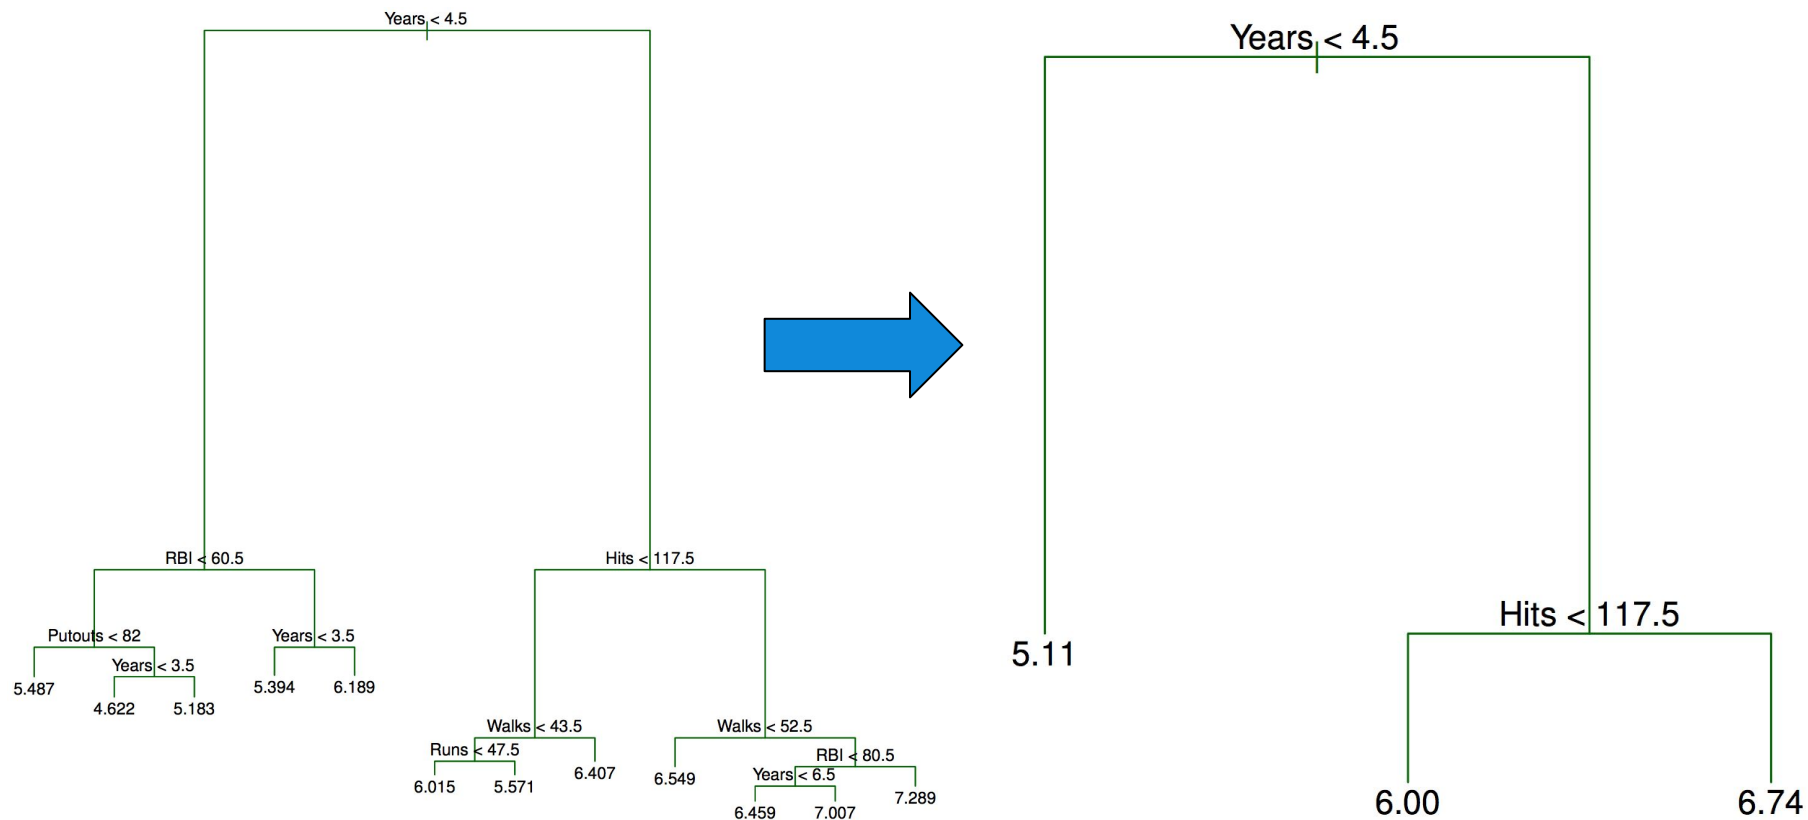 Years < 4.5
RBI < 60.5
Hits < 117.5
Putouts < 82
Years < 3.5
Years < 3.5
5.487
4.622
5.183
5.394
6.189
Walks < 43.5
Walks < 52.5
Runs < 47.5
RBI < 80.5
Years < 6.5
6.015
5.571
6.407
6.549
6.459
7.007
7.289
Years < 4.5
Hits < 117.5
5.11
6.00
6.74